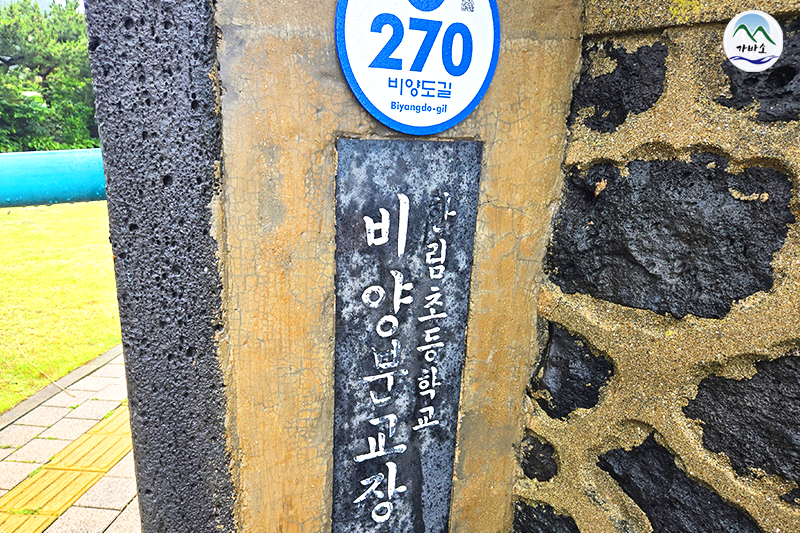 270
비양도길
Biyangdo-gil
한림초등학교
비양분교장
가바소